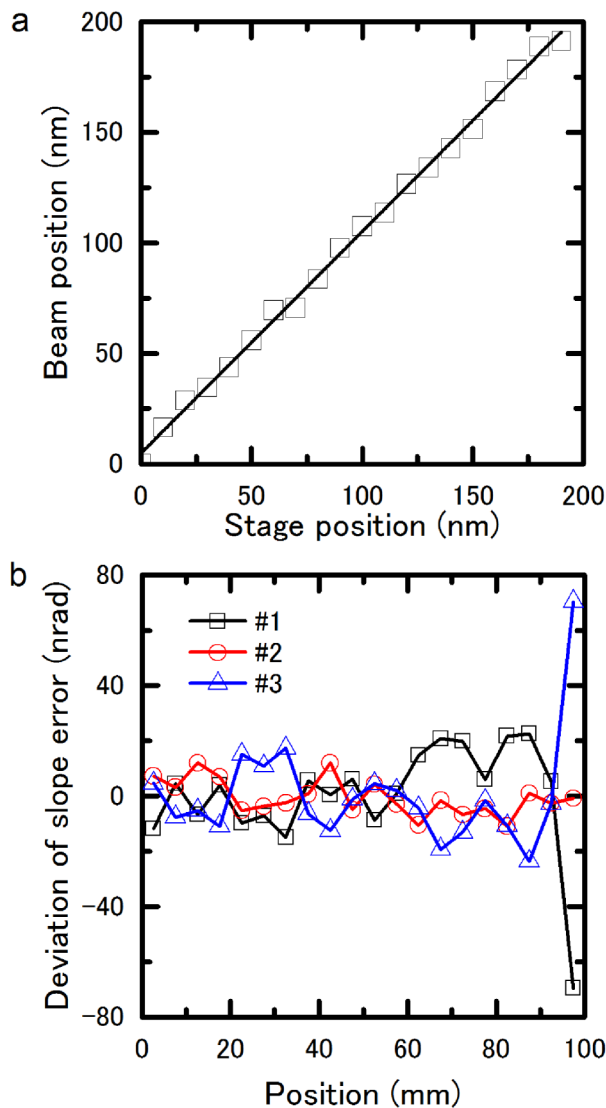 a
200
150
100
50
0
Beam position (nm)
0 50 100 150 200
Stage position (nm)
b
80
40
0
-40
-80
Deviation of slope error (nrad)
#1
#2
#3
0 20 40 60 80 100
Position (mm)